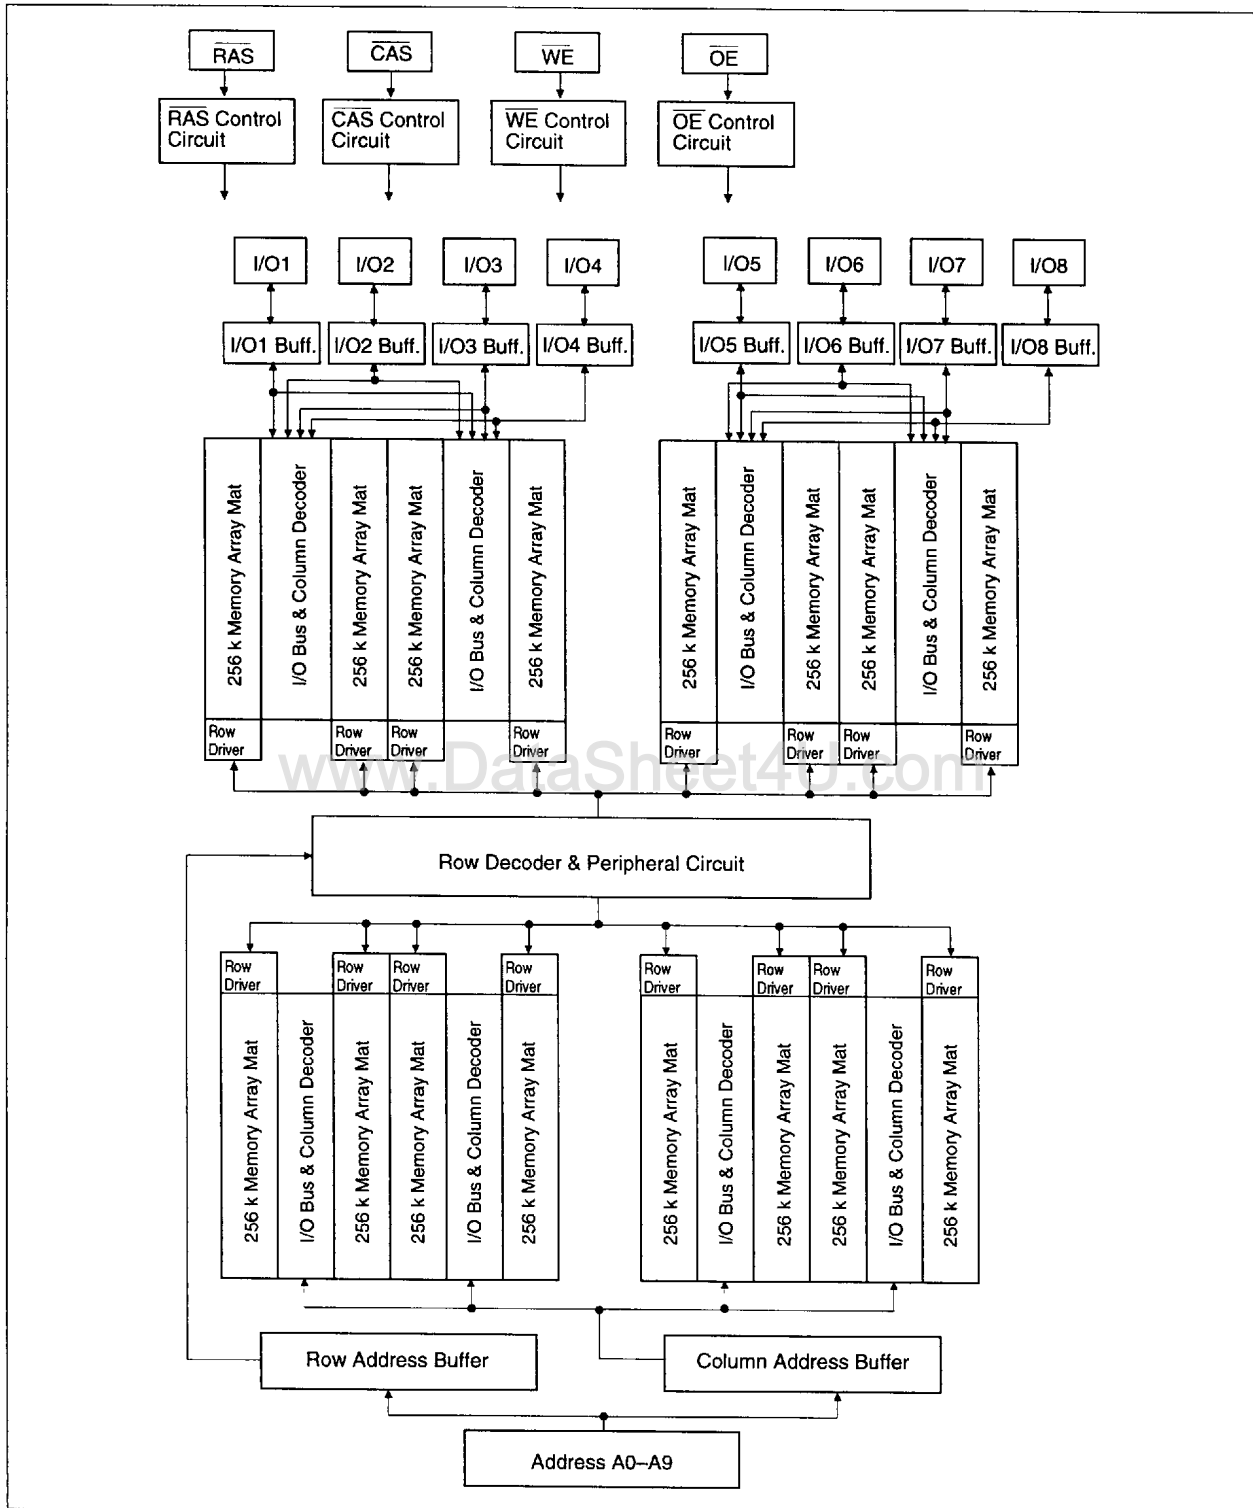 RAS CAS WE OE
RAS Control Circuit
CAS Control Circuit
WE Control Circuit
OE Control Circuit
I/O1 I/O2 I/O3 I/O4 I/O5 I/O6 I/O7 I/O8
I/O1 Buff. I/O2 Buff. I/O3 Buff. I/O4 Buff. I/O5 Buff. I/O6 Buff. I/O7 Buff. I/O8 Buff.
256 k Memory Array Mat
I/O Bus & Column Decoder
256 k Memory Array Mat
256 k Memory Array Mat
I/O Bus & Column Decoder
256 k Memory Array Mat
256 k Memory Array Mat
I/O Bus & Column Decoder
256 k Memory Array Mat
256 k Memory Array Mat
I/O Bus & Column Decoder
256 k Memory Array Mat
Row Driver
Row Driver
Row Driver
Row Driver
Row Driver
Row Driver
Row Driver
Row Driver
www.DataSheet4U.com
Row Decoder & Peripheral Circuit
Row Driver
Row Driver
Row Driver
Row Driver
Row Driver
Row Driver
Row Driver
Row Driver
256 k Memory Array Mat
I/O Bus & Column Decoder
256 k Memory Array Mat
256 k Memory Array Mat
I/O Bus & Column Decoder
256 k Memory Array Mat
256 k Memory Array Mat
I/O Bus & Column Decoder
256 k Memory Array Mat
256 k Memory Array Mat
I/O Bus & Column Decoder
256 k Memory Array Mat
Row Address Buffer
Column Address Buffer
Address A0–A9